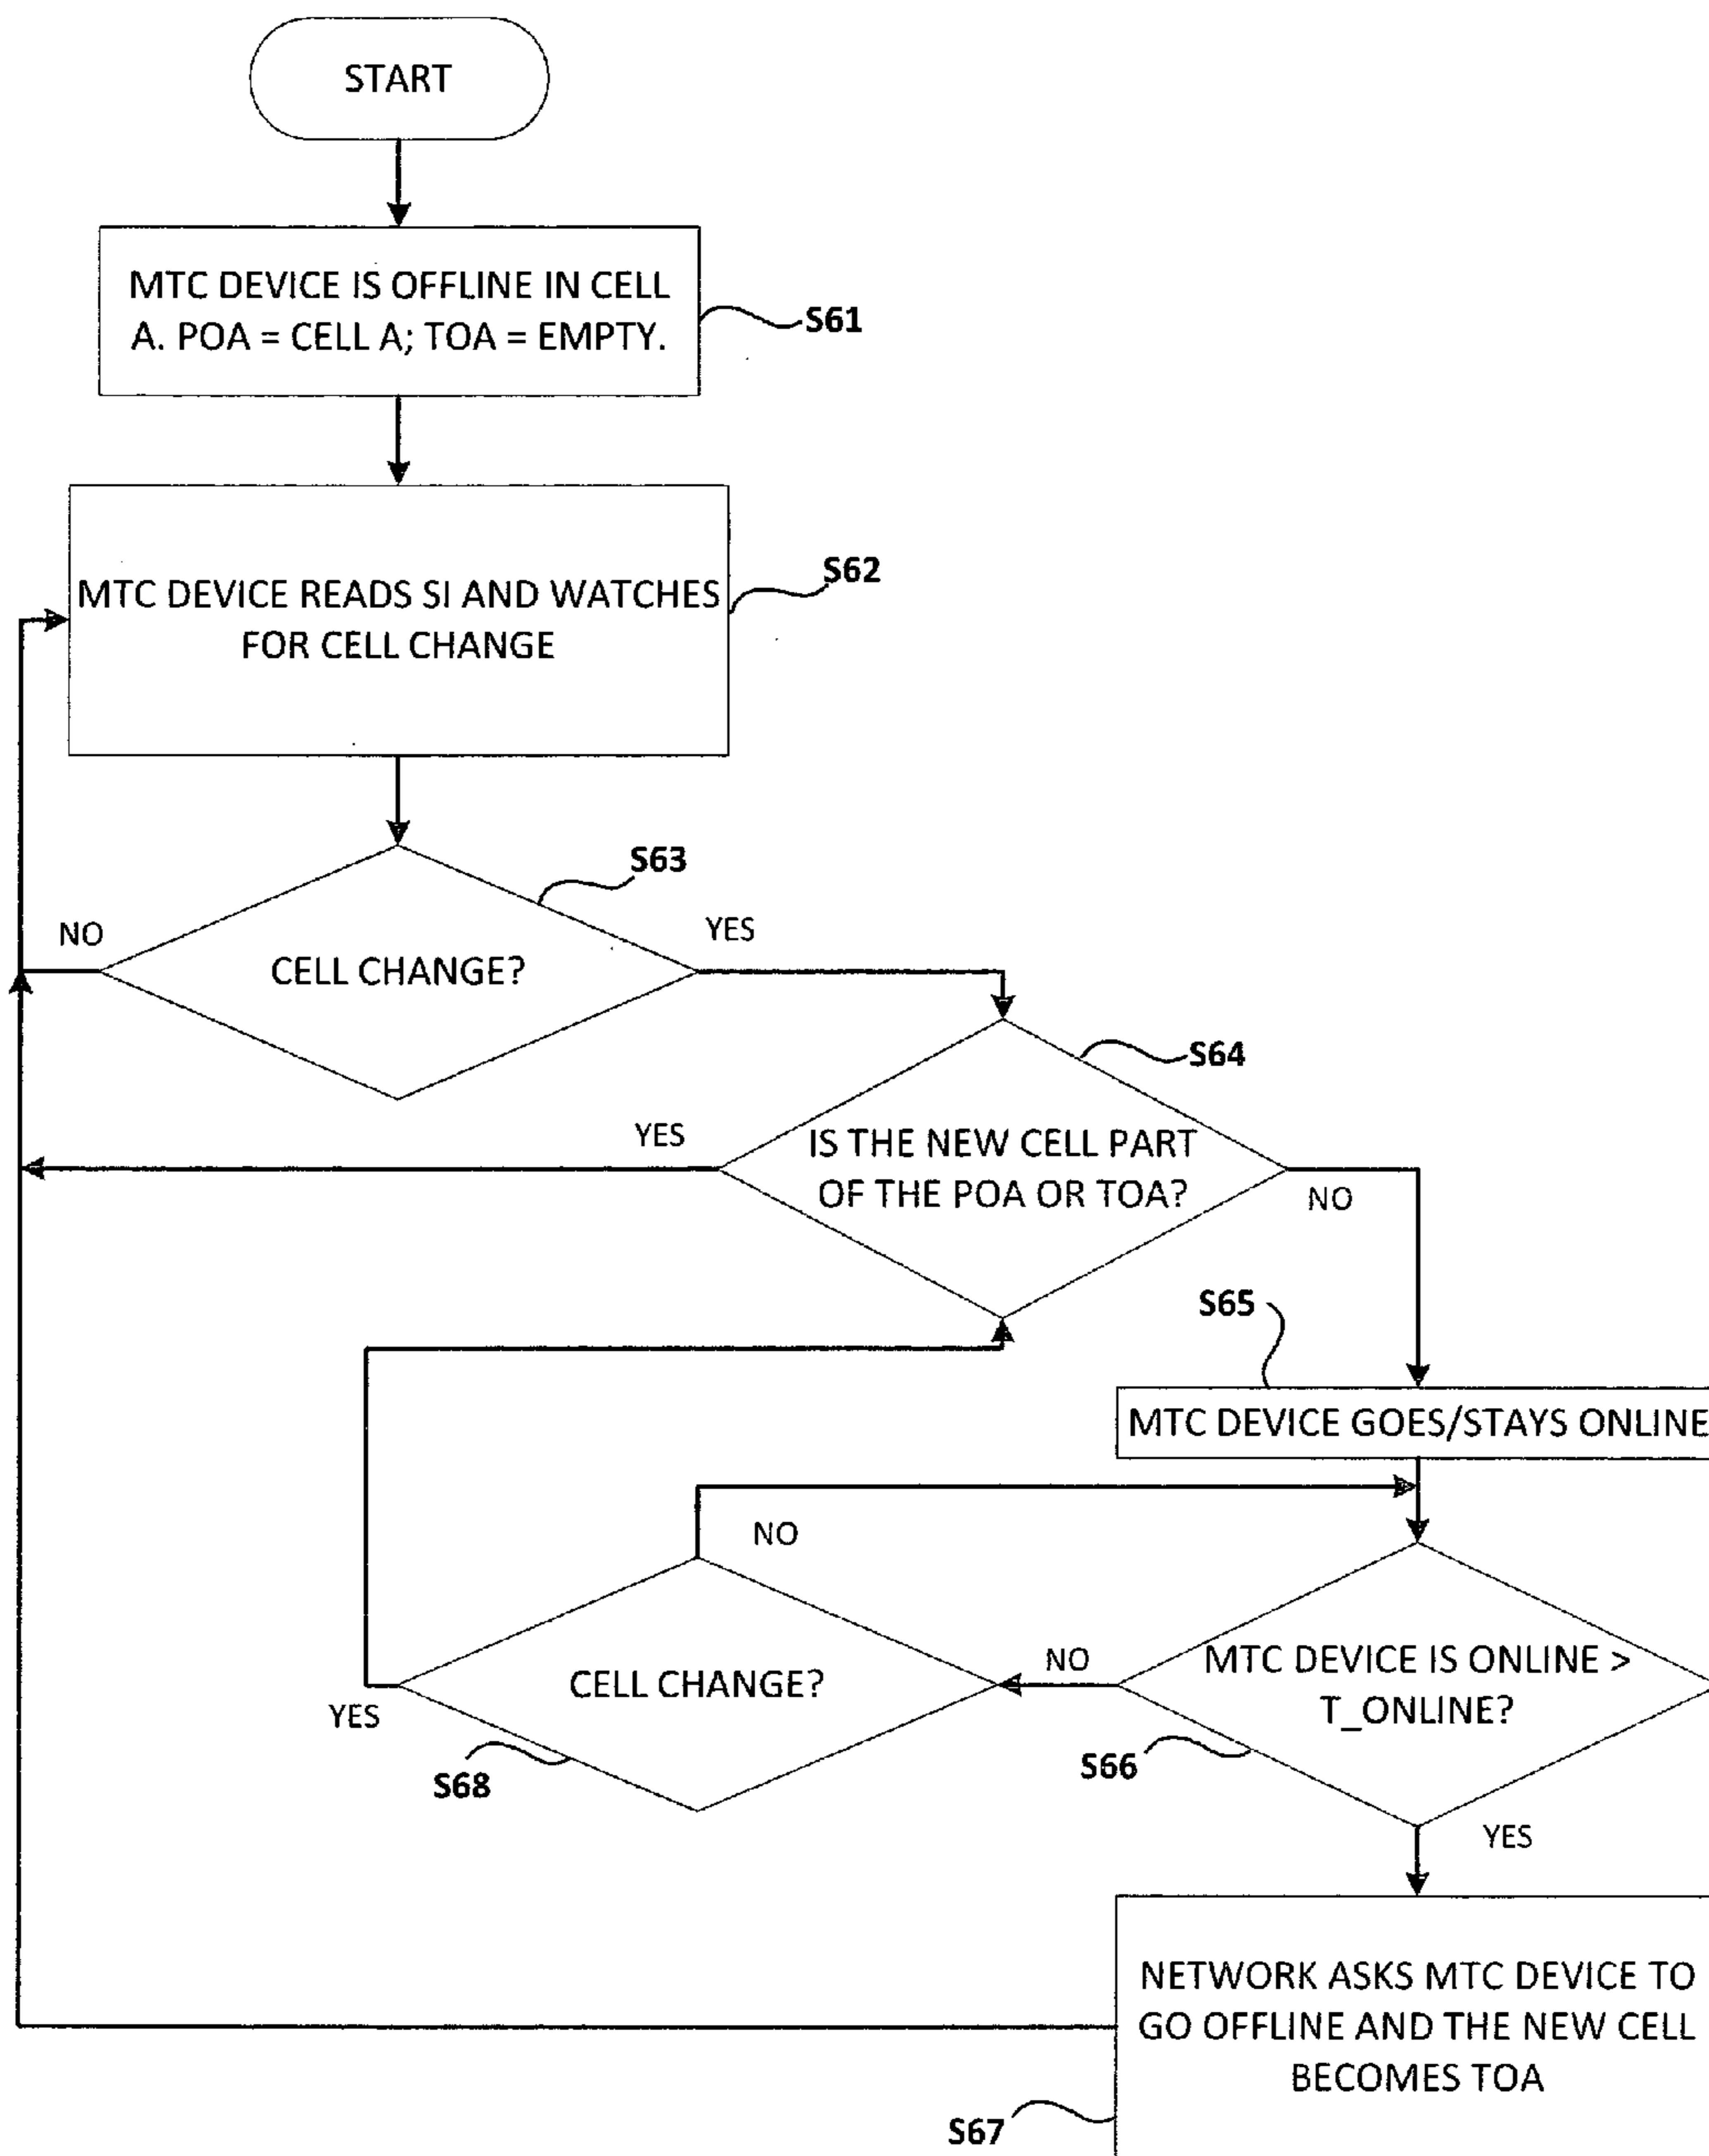 START
MTC DEVICE IS OFFLINE IN CELL
A. POA = CELL A; TOA = EMPTY.
S61
MTC DEVICE READS SI AND WATCHES
FOR CELL CHANGE
S62
CELL CHANGE?
S63
NO
YES
IS THE NEW CELL PART
OF THE POA OR TOA?
S64
YES
NO
S65
MTC DEVICE GOES/STAYS ONLINE
MTC DEVICE IS ONLINE >
T_ONLINE?
S66
NO
YES
CELL CHANGE?
S68
NO
YES
NETWORK ASKS MTC DEVICE TO
GO OFFLINE AND THE NEW CELL
BECOMES TOA
S67